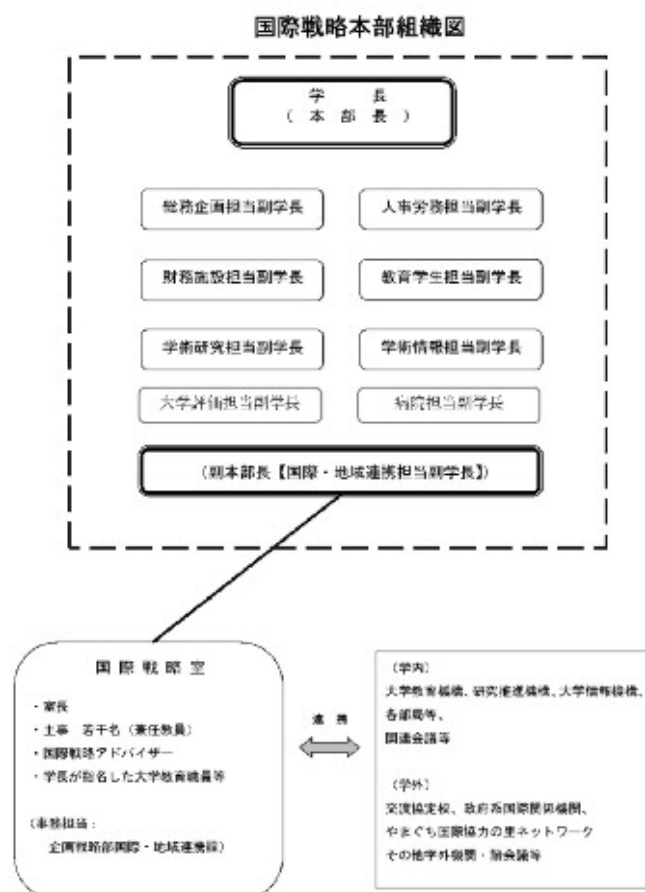 国際戦略本部組織図
学　　長
（　本　部　長　）
総務企画担当副学長
人事労務担当副学長
財務施設担当副学長
教育学生担当副学長
学術研究担当副学長
学術情報担当副学長
大学評価担当副学長
病院担当副学長
(副本部長【国際・地域連携担当副学長】)
国際戦略室
・室長
・主事　若干名（兼任教員）
・国際戦略アドバイザー
・学長が指名した大学教育職員等
（事務担当：
企画戦略部国際・地域連携課）
連　携
（学内）
大学教育機構、研究推進機構、大学情報機構、
各部局等、
関連会議等
（学外）
交流協定校、政府系国際関係機関、
やまぐち国際協力の里ネットワーク
その他学外機関・諸会議等